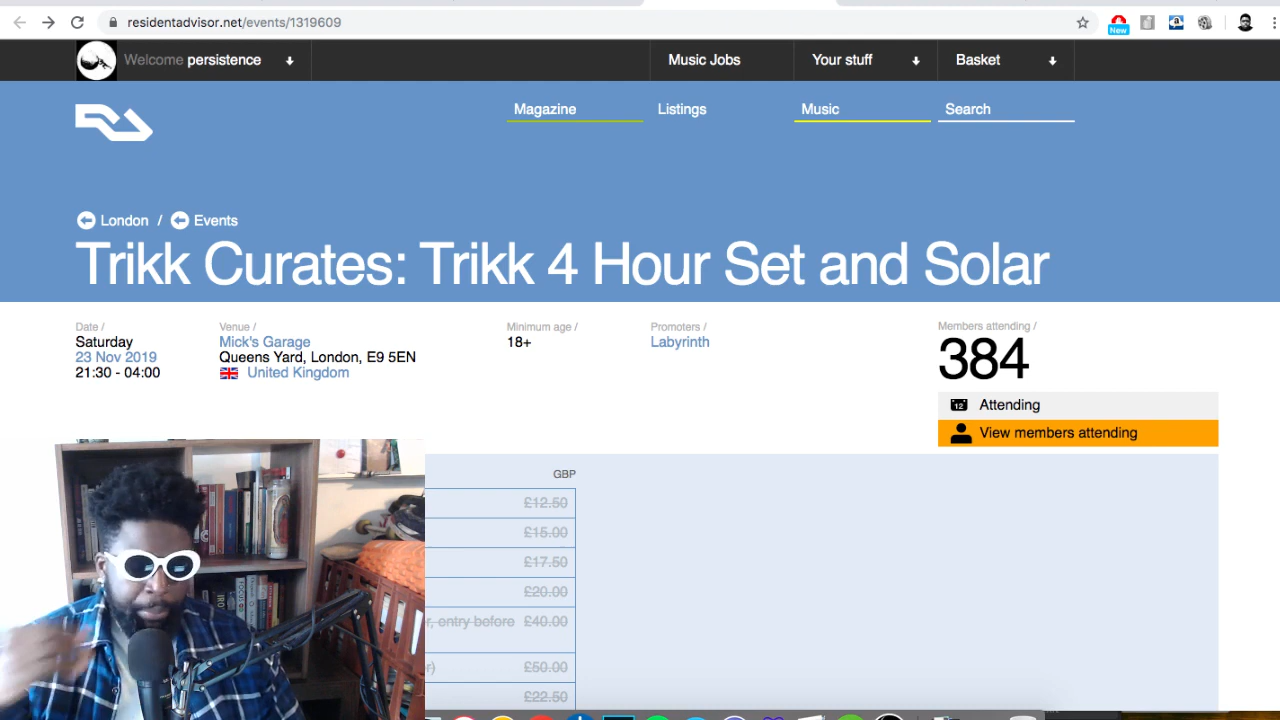 residentadvisor.net/events/1319609
New
Welcome persistence
Music Jobs
Your stuff
Basket
Magazine
Listings
Music
Search
London / Events
Trikk Curates: Trikk 4 Hour Set and Solar
Date /
Saturday
23 Nov 2019
21:30 - 04:00
Venue /
Mick's Garage
Queens Yard, London, E9 5EN
United Kingdom
Minimum age /
18+
Promoters /
Labyrinth
Members attending /
384
12 Attending
View members attending
GBP
£12.50
£15.00
£17.50
£20.00
r, entry before £40.00
r) £50.00
£22.50